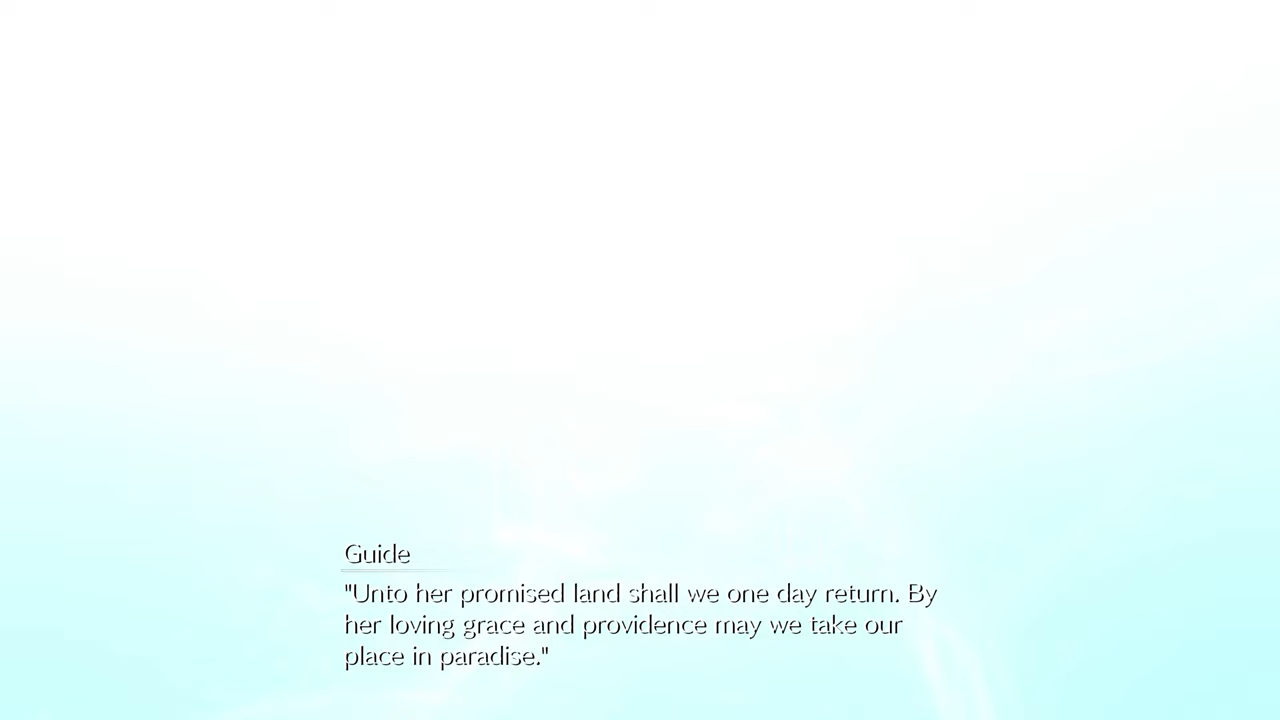 Guide
"Unto her promised land shall we one day return. By
her loving grace and providence may we take our
place in paradise."